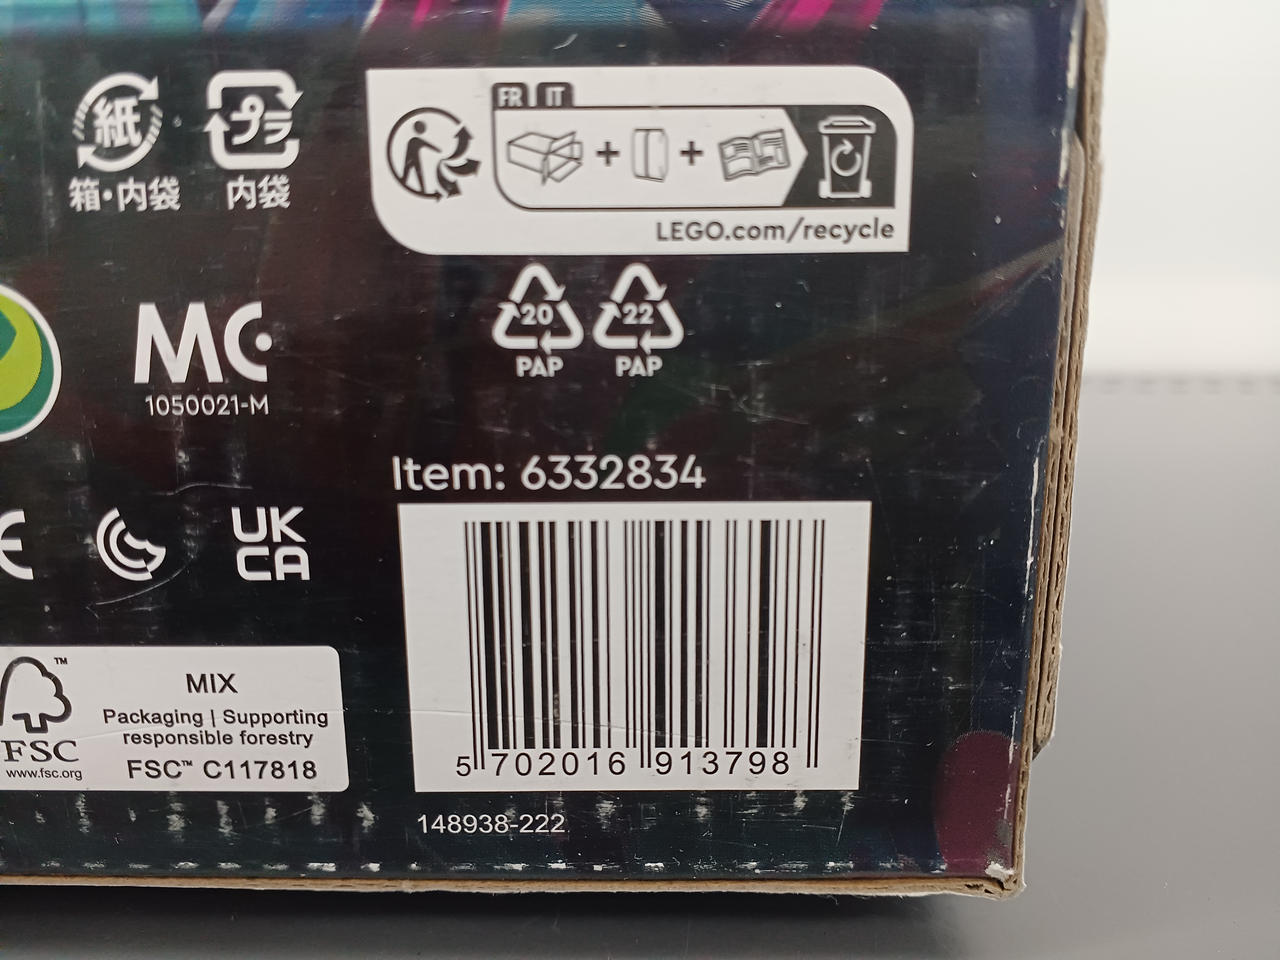 紙
プラ
箱・内袋
内袋
FR IT
LEGO.com/recycle
20
PAP
22
PAP
MC
1050021-M
Item: 6332834
CE
UK
CA
™
FSC
www.fsc.org
MIX
Packaging | Supporting
responsible forestry
FSC™ C117818
5 702016 913798
148938-222